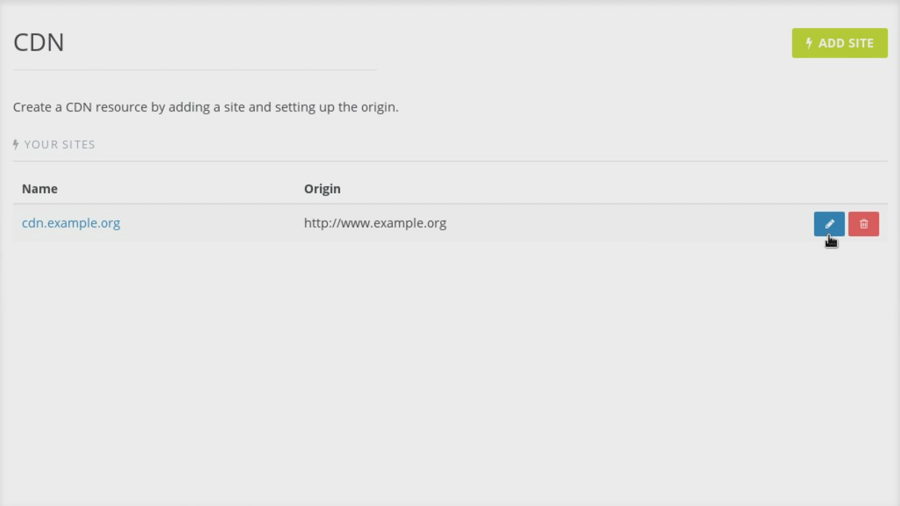 CDN
ADD SITE
Create a CDN resource by adding a site and setting up the origin.
YOUR SITES
Name Origin
cdn.example.org http://www.example.org